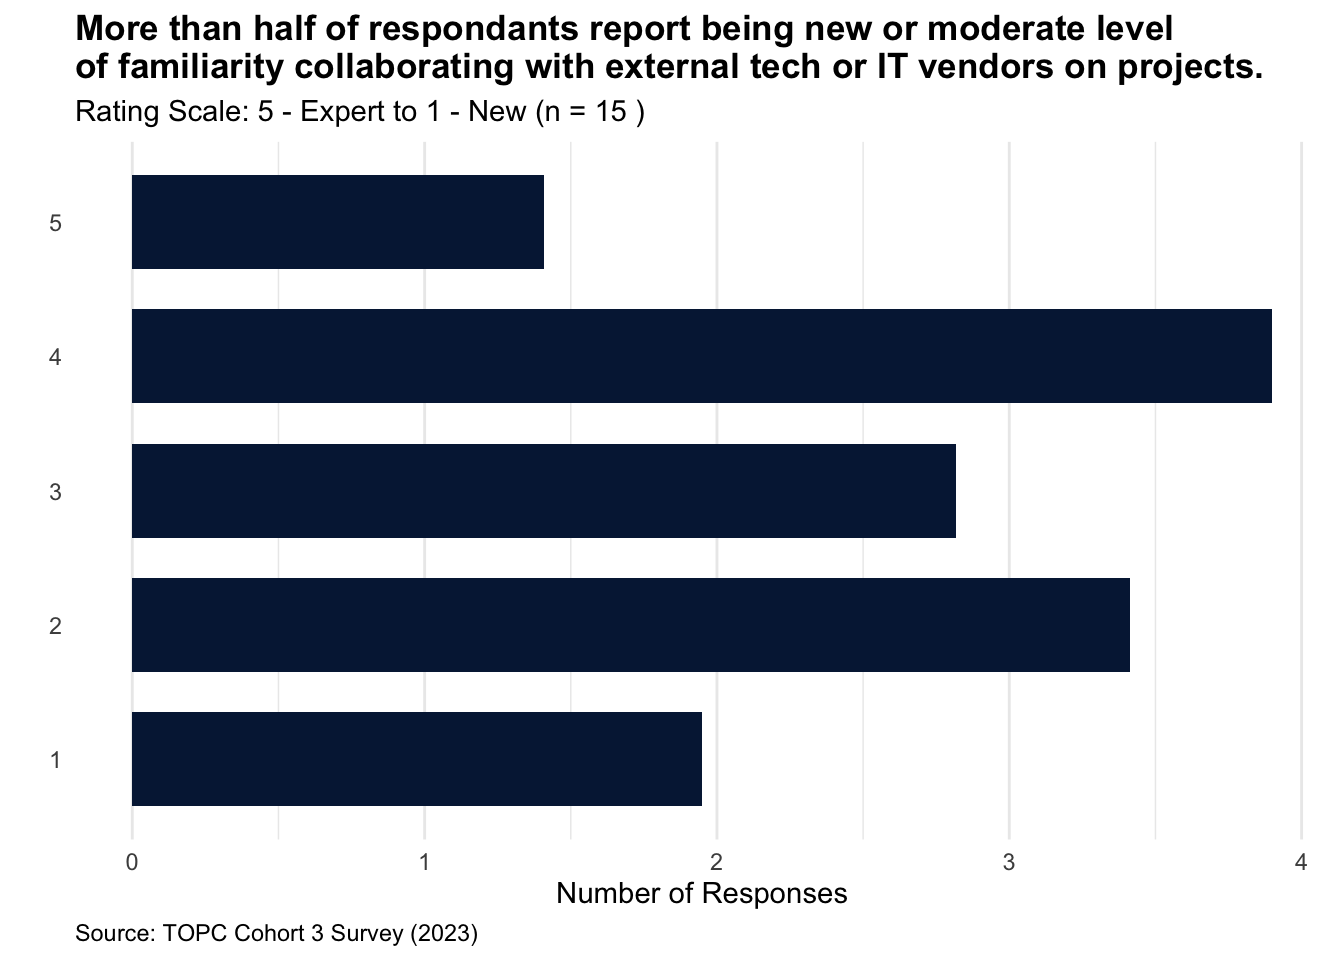 More than half of respondants report being new or moderate level
of familiarity collaborating with external tech or IT vendors on projects.
Rating Scale: 5 - Expert to 1 - New (n = 15 )
5
4
3
2
1
0 1 2 3 4
Number of Responses
Source: TOPC Cohort 3 Survey (2023)